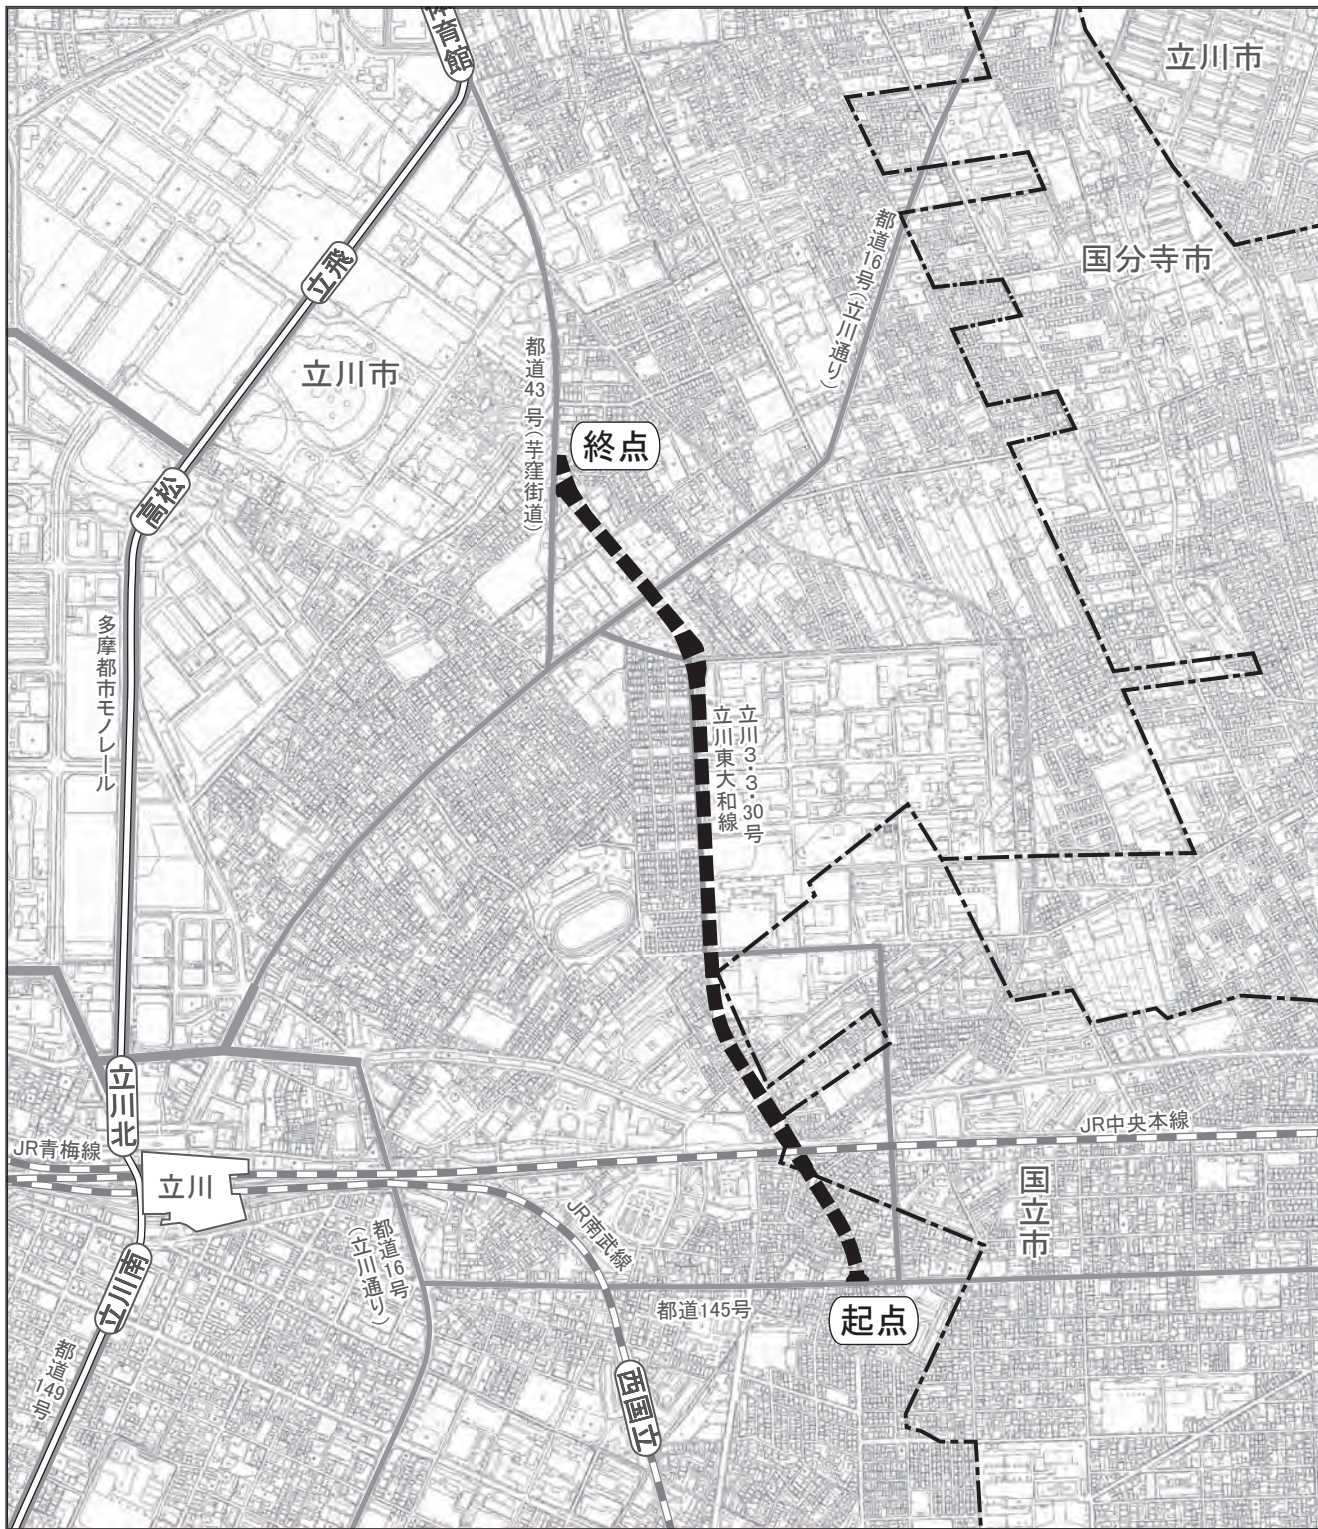 体育館
立川市
都道16号(立川通り)
国分寺市
立飛
立川市
都道43号(芋窪街道)
終点
高松
多摩都市モノレール
立川3・3・30号
立川東大和線
立川北
JR青梅線
JR中央本線
立川
国立市
JR南武線
都道16号
(立川通り)
立川南
都道145号
起点
都道149号
西国立